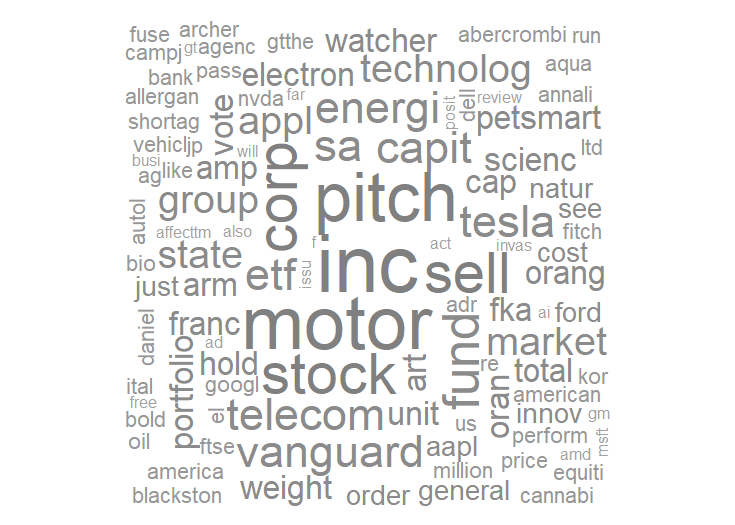 fuse archer
campj gt agenc gtthe watcher abercrombi run
bank pass electron technolog aqua
allergan nvda far energi posit dell review annali
shortag vote appl petsmart
vehicljp will corp sa capit scienc ltd
busi
ag like amp pitch cap natur
autol group tesla see
affecttm also f act invas fitch
state inc cost
bio etf issu sell orang
just arm
daniel franc motor adr fka ai ford
ad fund market
portfolio hold stock art re total kor
ital googl american
free el telecom unit oran innov gm
bold us
oil ftse vanguard aapl perform msft
america million price amd equiti
blackston weight order general cannabi